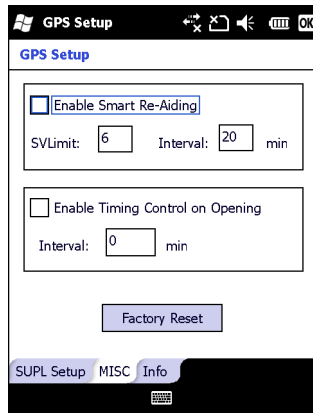 GPS Setup
OK
GPS Setup
Enable Smart Re-Aiding
SVLimit: 6 Interval: 20 min
Enable Timing Control on Opening
Interval: 0 min
Factory Reset
SUPL Setup MISC Info